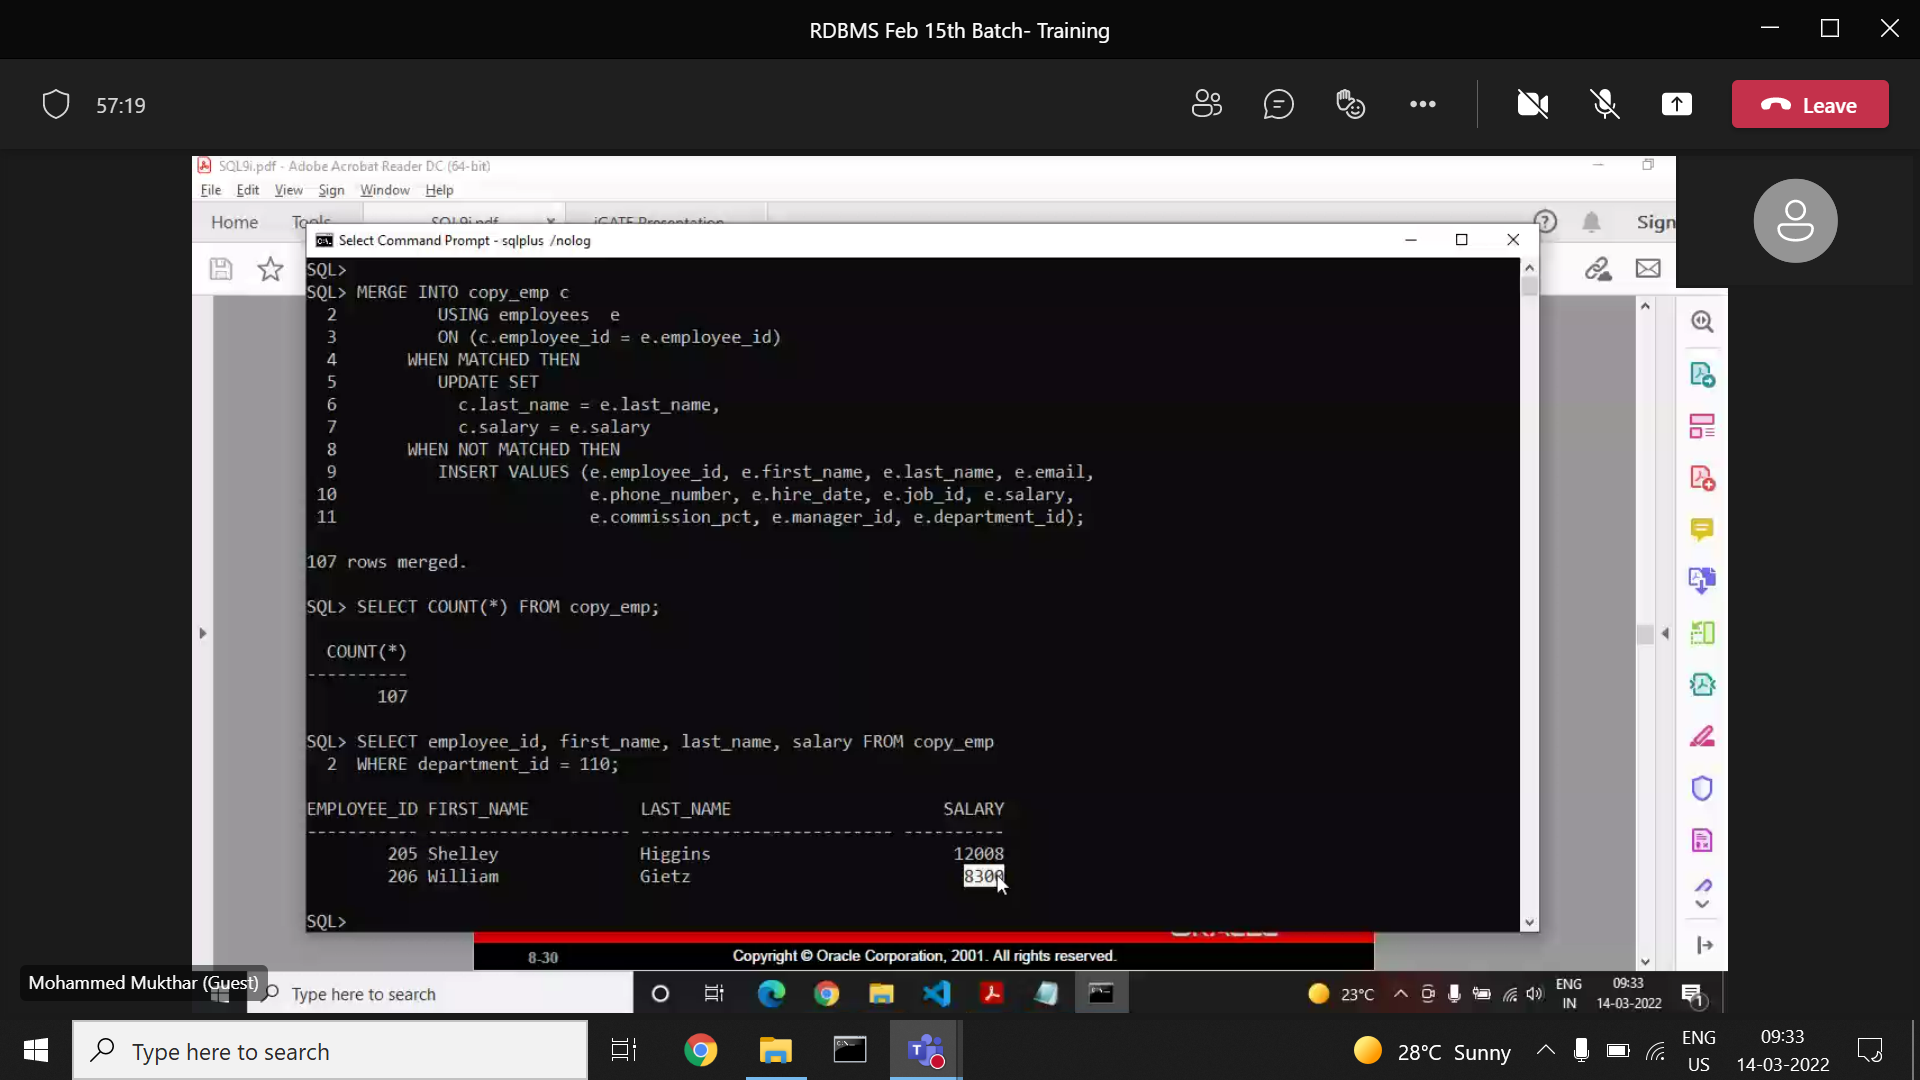 RDBMS Feb 15th Batch- Training
57:19
Leave
SQL9i.pdf - Adobe Acrobat Reader DC (64-bit)
File Edit View Sign Window Help
Home Tools SQL9i.pdf x iGATE Presentation
Sign
Select Command Prompt - sqlplus /nolog
SQL>
SQL> MERGE INTO copy_emp c
2 USING employees e
3 ON (c.employee_id = e.employee_id)
4 WHEN MATCHED THEN
5 UPDATE SET
6 c.last_name = e.last_name,
7 c.salary = e.salary
8 WHEN NOT MATCHED THEN
9 INSERT VALUES (e.employee_id, e.first_name, e.last_name, e.email,
10 e.phone_number, e.hire_date, e.job_id, e.salary,
11 e.commission_pct, e.manager_id, e.department_id);
107 rows merged.
SQL> SELECT COUNT(*) FROM copy_emp;
COUNT(*)
----------
107
SQL> SELECT employee_id, first_name, last_name, salary FROM copy_emp
2 WHERE department_id = 110;
EMPLOYEE_ID FIRST_NAME LAST_NAME SALARY
----------- -------------------- ------------------------- ----------
205 Shelley Higgins 12008
206 William Gietz 8300
SQL>
ORACLE
8-30 Copyright © Oracle Corporation, 2001. All rights reserved.
Mohammed Mukthar (Guest)
Type here to search
23°C
ENG
IN
09:33
14-03-2022
1
Type here to search
28°C Sunny
ENG
US
09:33
14-03-2022